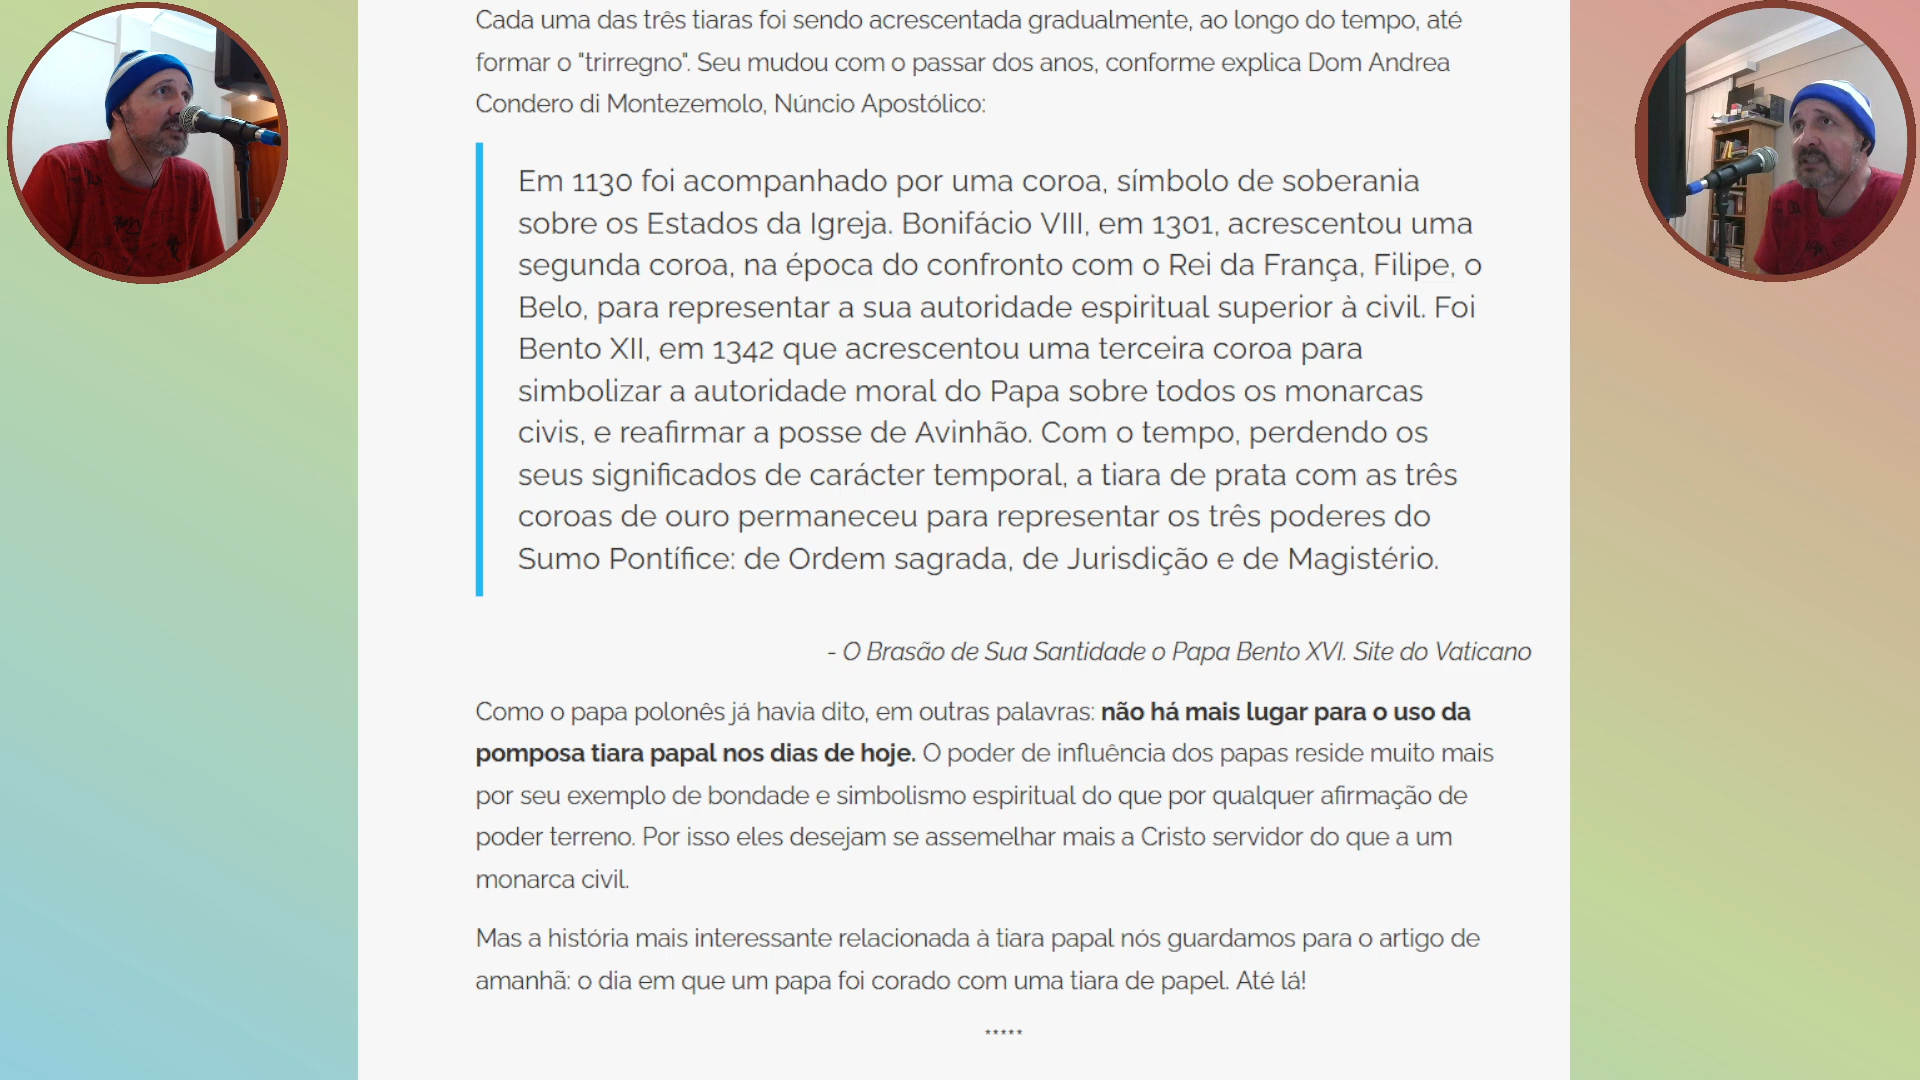 Cada uma das três tiaras foi sendo acrescentada gradualmente, ao longo do tempo, até
formar o "trirregno". Seu mudou com o passar dos anos, conforme explica Dom Andrea
Condero di Montezemolo, Núncio Apostólico:
Em 1130 foi acompanhado por uma coroa, símbolo de soberania
sobre os Estados da Igreja. Bonifácio VIII, em 1301, acrescentou uma
segunda coroa, na época do confronto com o Rei da França, Filipe, o
Belo, para representar a sua autoridade espiritual superior à civil. Foi
Bento XII, em 1342 que acrescentou uma terceira coroa para
simbolizar a autoridade moral do Papa sobre todos os monarcas
civis, e reafirmar a posse de Avinhão. Com o tempo, perdendo os
seus significados de carácter temporal, a tiara de prata com as três
coroas de ouro permaneceu para representar os três poderes do
Sumo Pontífice: de Ordem sagrada, de Jurisdição e de Magistério.
- O Brasão de Sua Santidade o Papa Bento XVI. Site do Vaticano
Como o papa polonês já havia dito, em outras palavras: não há mais lugar para o uso da
pomposa tiara papal nos dias de hoje. O poder de influência dos papas reside muito mais
por seu exemplo de bondade e simbolismo espiritual do que por qualquer afirmação de
poder terreno. Por isso eles desejam se assemelhar mais a Cristo servidor do que a um
monarca civil.
Mas a história mais interessante relacionada à tiara papal nós guardamos para o artigo de
amanhã: o dia em que um papa foi corado com uma tiara de papel. Até lá!
*****